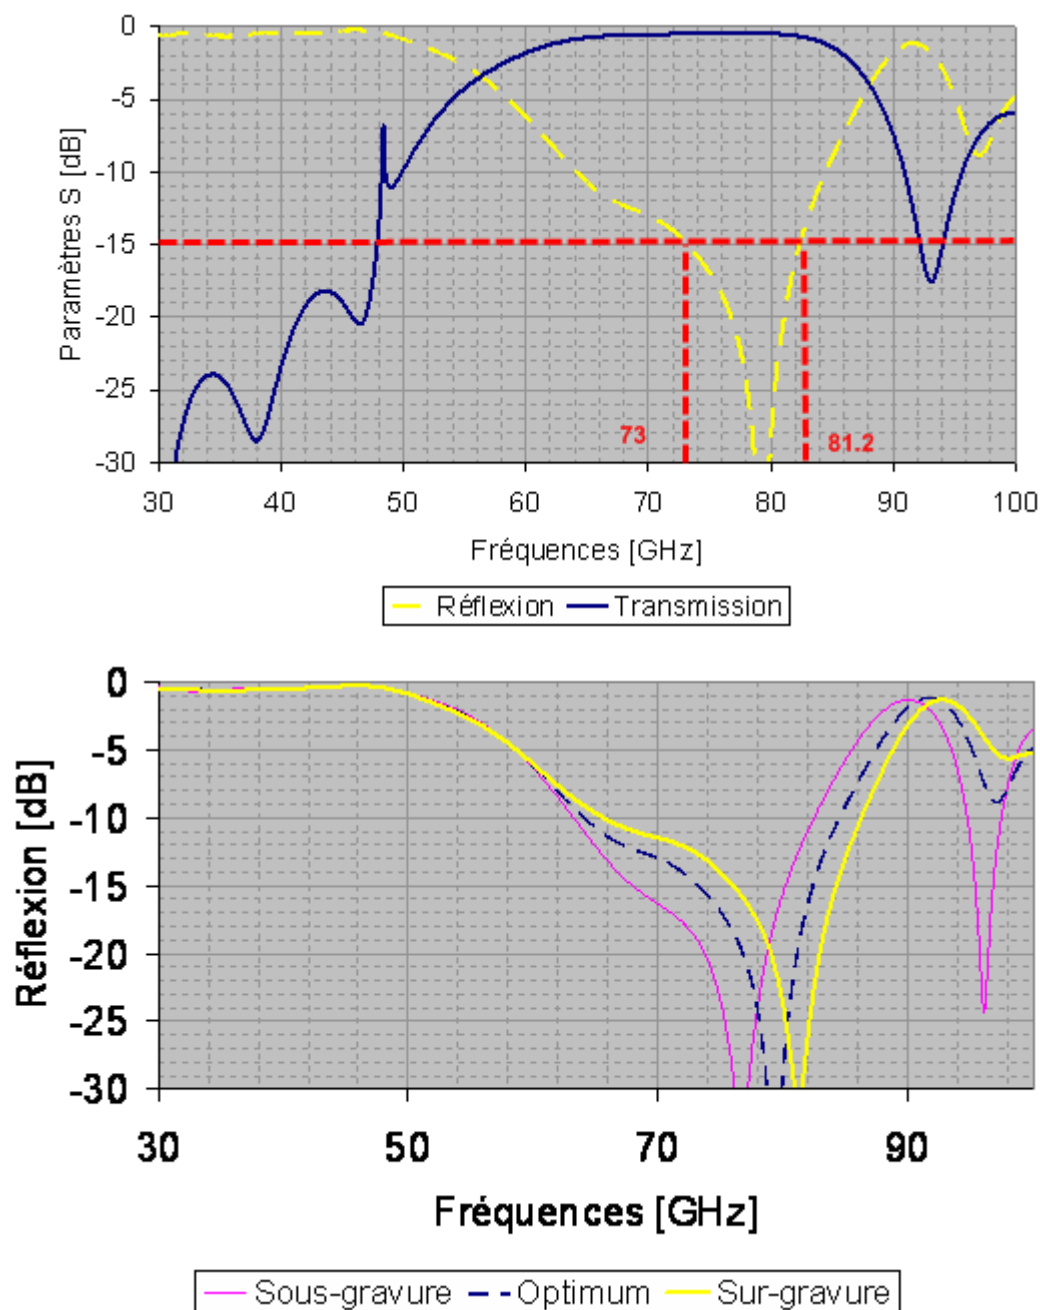 0
-5
-10
-15
-20
-25
-30
Paramètres S [dB]
73
81.2
30 40 50 60 70 80 90 100
Fréquences [GHz]
Réflexion Transmission
0
-5
-10
-15
-20
-25
-30
Réflexion [dB]
30 50 70 90
Fréquences [GHz]
Sous-gravure Optimum Sur-gravure